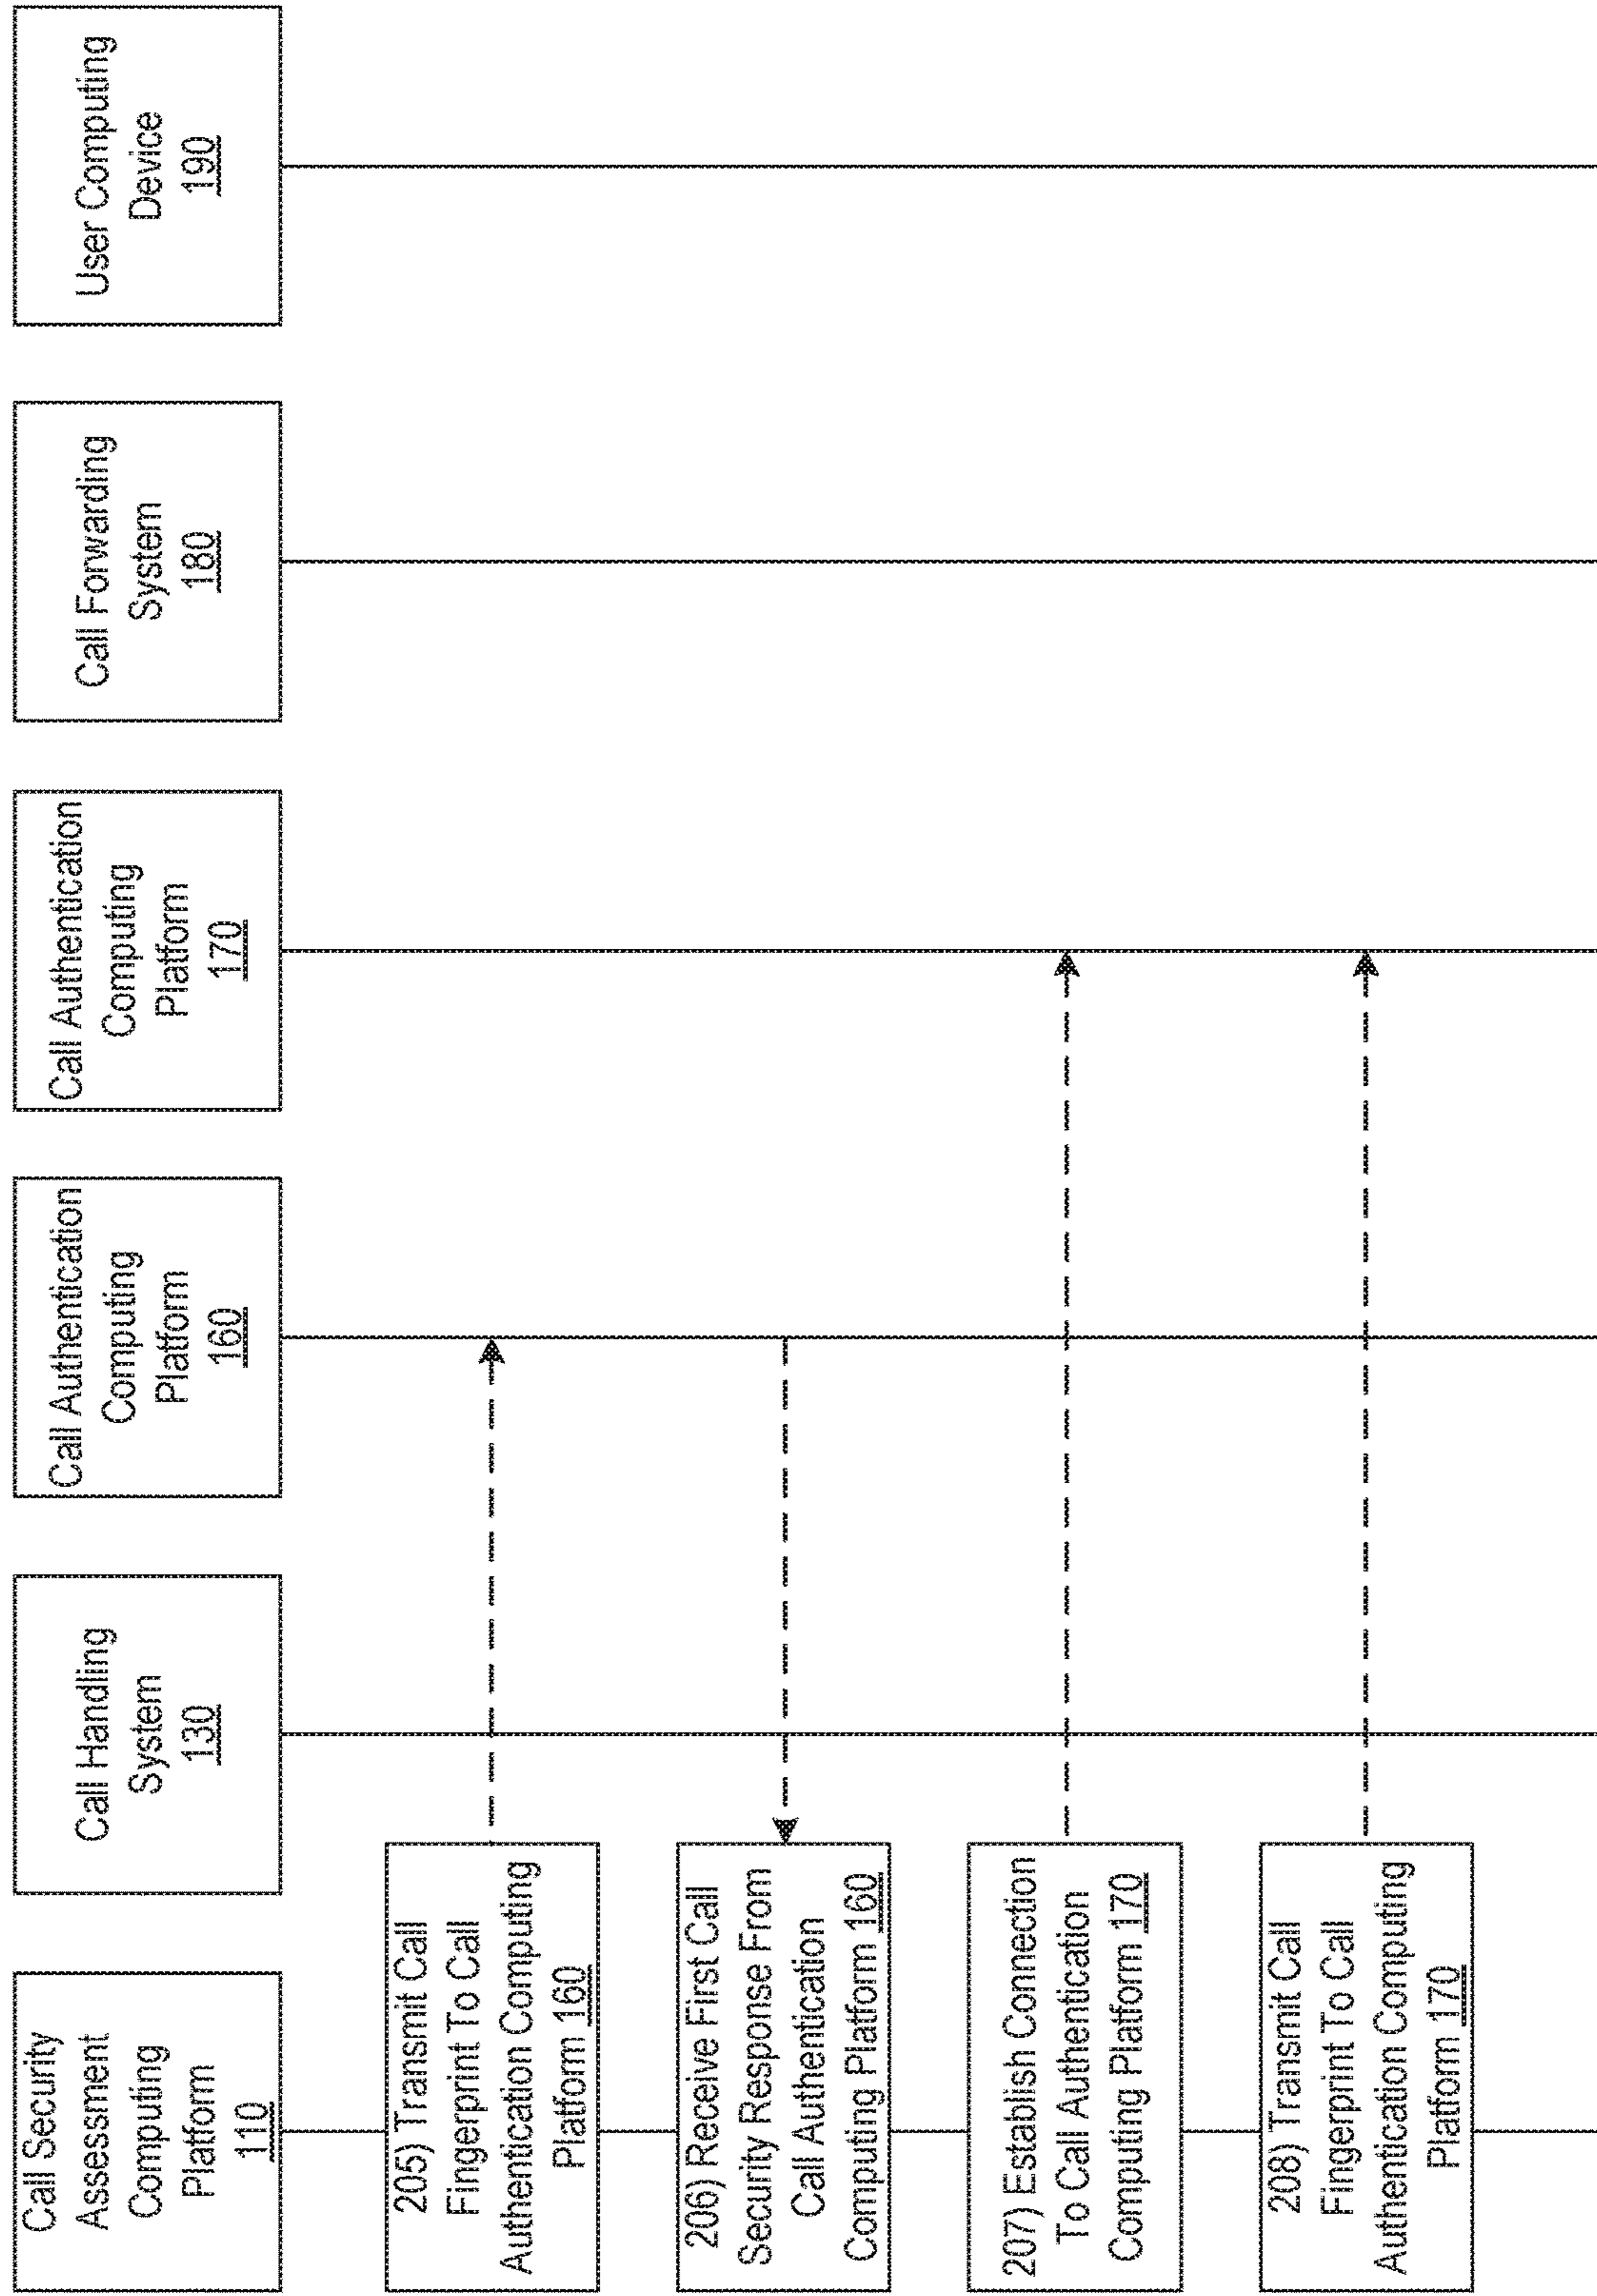 Call Security
Assessment
Computing
Platform
110
Call Handling
System
130
Call Authentication
Computing
Platform
160
Call Authentication
Computing
Platform
170
Call Forwarding
System
180
User Computing
Device
190
205) Transmit Call
Fingerprint To Call
Authentication Computing
Platform 160
206) Receive First Call
Security Response From
Call Authentication
Computing Platform 160
207) Establish Connection
To Call Authentication
Computing Platform 170
208) Transmit Call
Fingerprint To Call
Authentication Computing
Platform 170